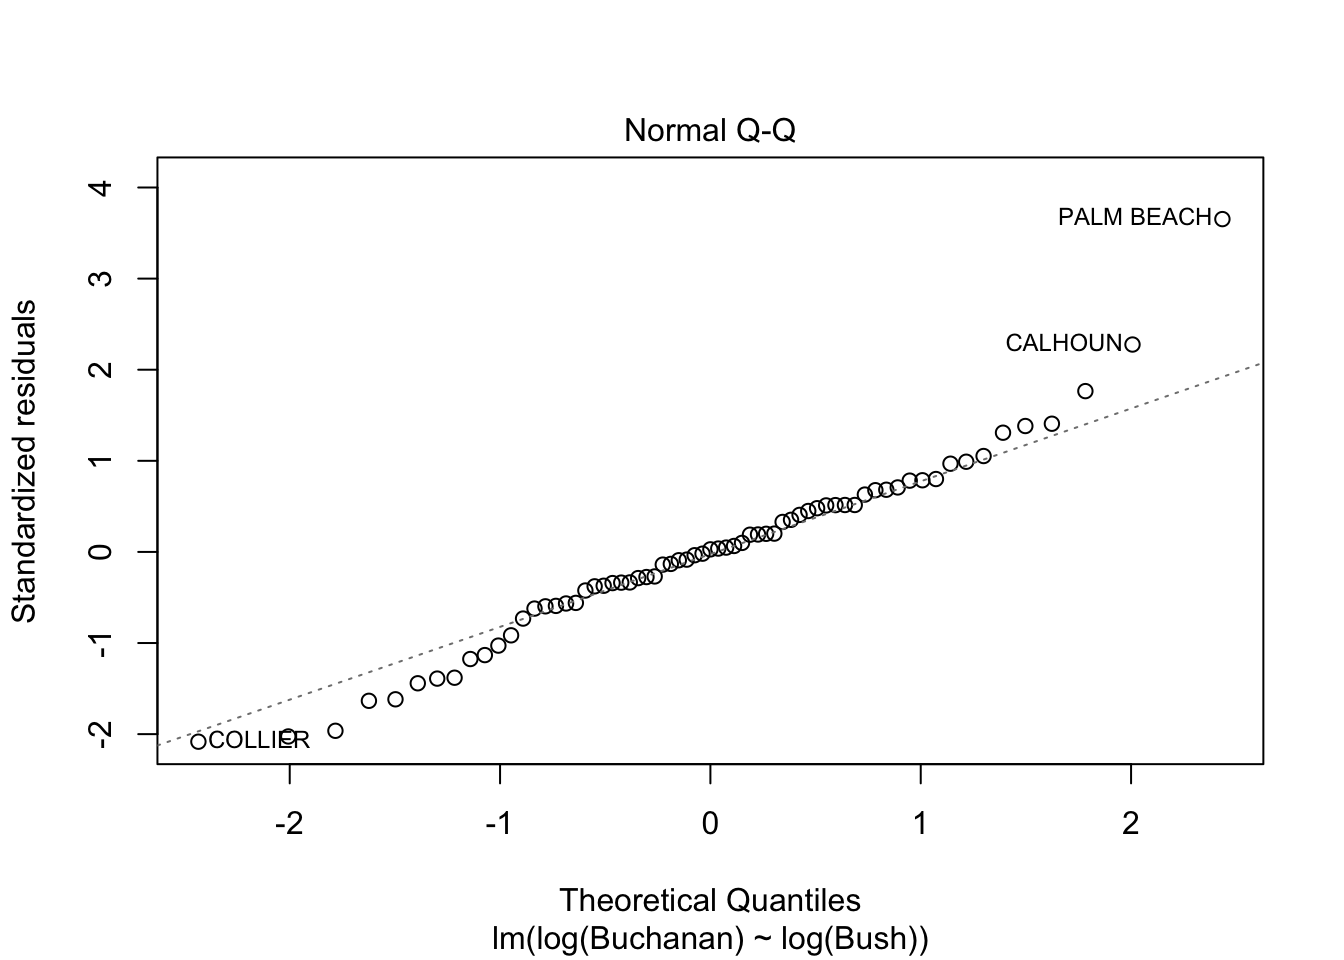 Normal Q-Q
Standardized residuals
4
3
2
1
0
-1
-2
PALM BEACH
CALHOUN
COLLIER
-2 -1 0 1 2
Theoretical Quantiles
lm(log(Buchanan) ~ log(Bush))